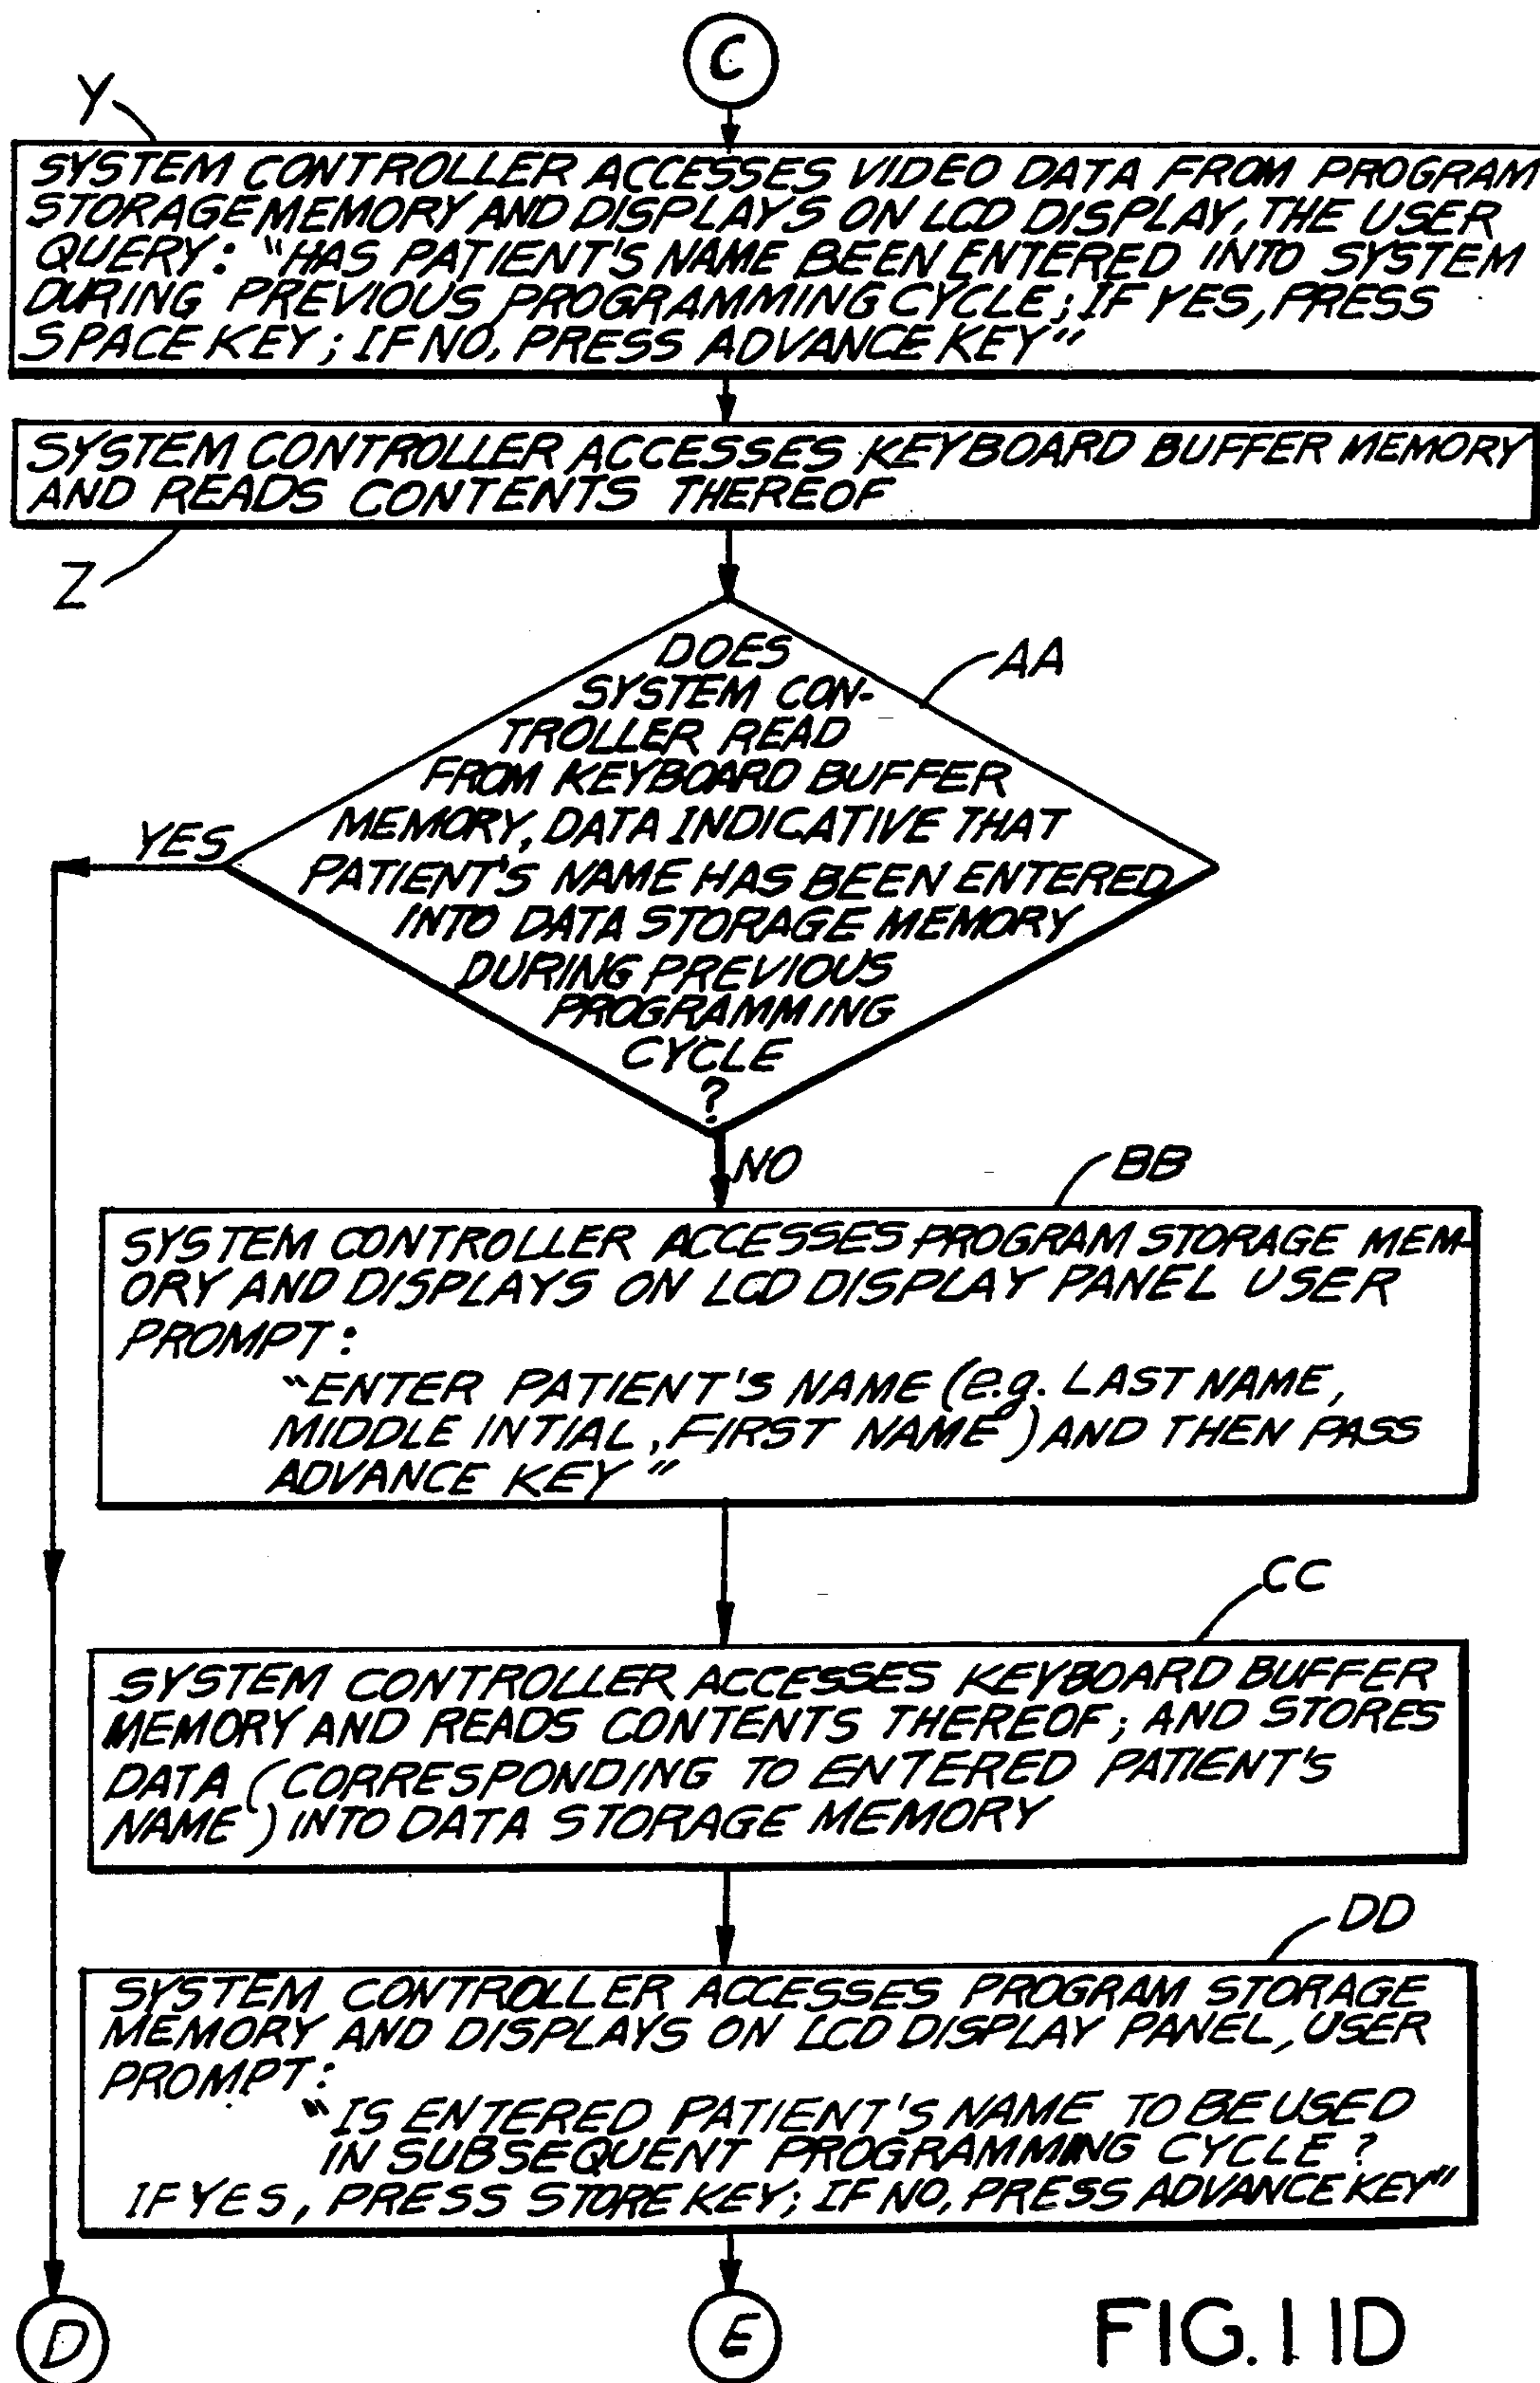 C
Y
SYSTEM CONTROLLER ACCESSES VIDEO DATA FROM PROGRAM
STORAGE MEMORY AND DISPLAYS ON LCD DISPLAY, THE USER
QUERY: "HAS PATIENT'S NAME BEEN ENTERED INTO SYSTEM
DURING PREVIOUS PROGRAMMING CYCLE; IF YES, PRESS
SPACE KEY; IF NO, PRESS ADVANCE KEY"
SYSTEM CONTROLLER ACCESSES KEYBOARD BUFFER MEMORY
AND READS CONTENTS THEREOF
Z
AA
DOES
SYSTEM CON-
TROLLER READ
FROM KEYBOARD BUFFER
MEMORY, DATA INDICATIVE THAT
YES
PATIENT'S NAME HAS BEEN ENTERED
INTO DATA STORAGE MEMORY
DURING PREVIOUS
PROGRAMMING
CYCLE
?
NO
BB
SYSTEM CONTROLLER ACCESSES PROGRAM STORAGE MEM-
ORY AND DISPLAYS ON LCD DISPLAY PANEL USER
PROMPT:
"ENTER PATIENT'S NAME (e.g. LAST NAME,
MIDDLE INTIAL, FIRST NAME) AND THEN PASS
ADVANCE KEY"
CC
SYSTEM CONTROLLER ACCESSES KEYBOARD BUFFER
MEMORY AND READS CONTENTS THEREOF; AND STORES
DATA (CORRESPONDING TO ENTERED PATIENT'S
NAME) INTO DATA STORAGE MEMORY
DD
SYSTEM CONTROLLER ACCESSES PROGRAM STORAGE
MEMORY AND DISPLAYS ON LCD DISPLAY PANEL, USER
PROMPT:
"IS ENTERED PATIENT'S NAME TO BE USED
IN SUBSEQUENT PROGRAMMING CYCLE?
IF YES, PRESS STORE KEY; IF NO, PRESS ADVANCE KEY"
D
E
FIG. 11D